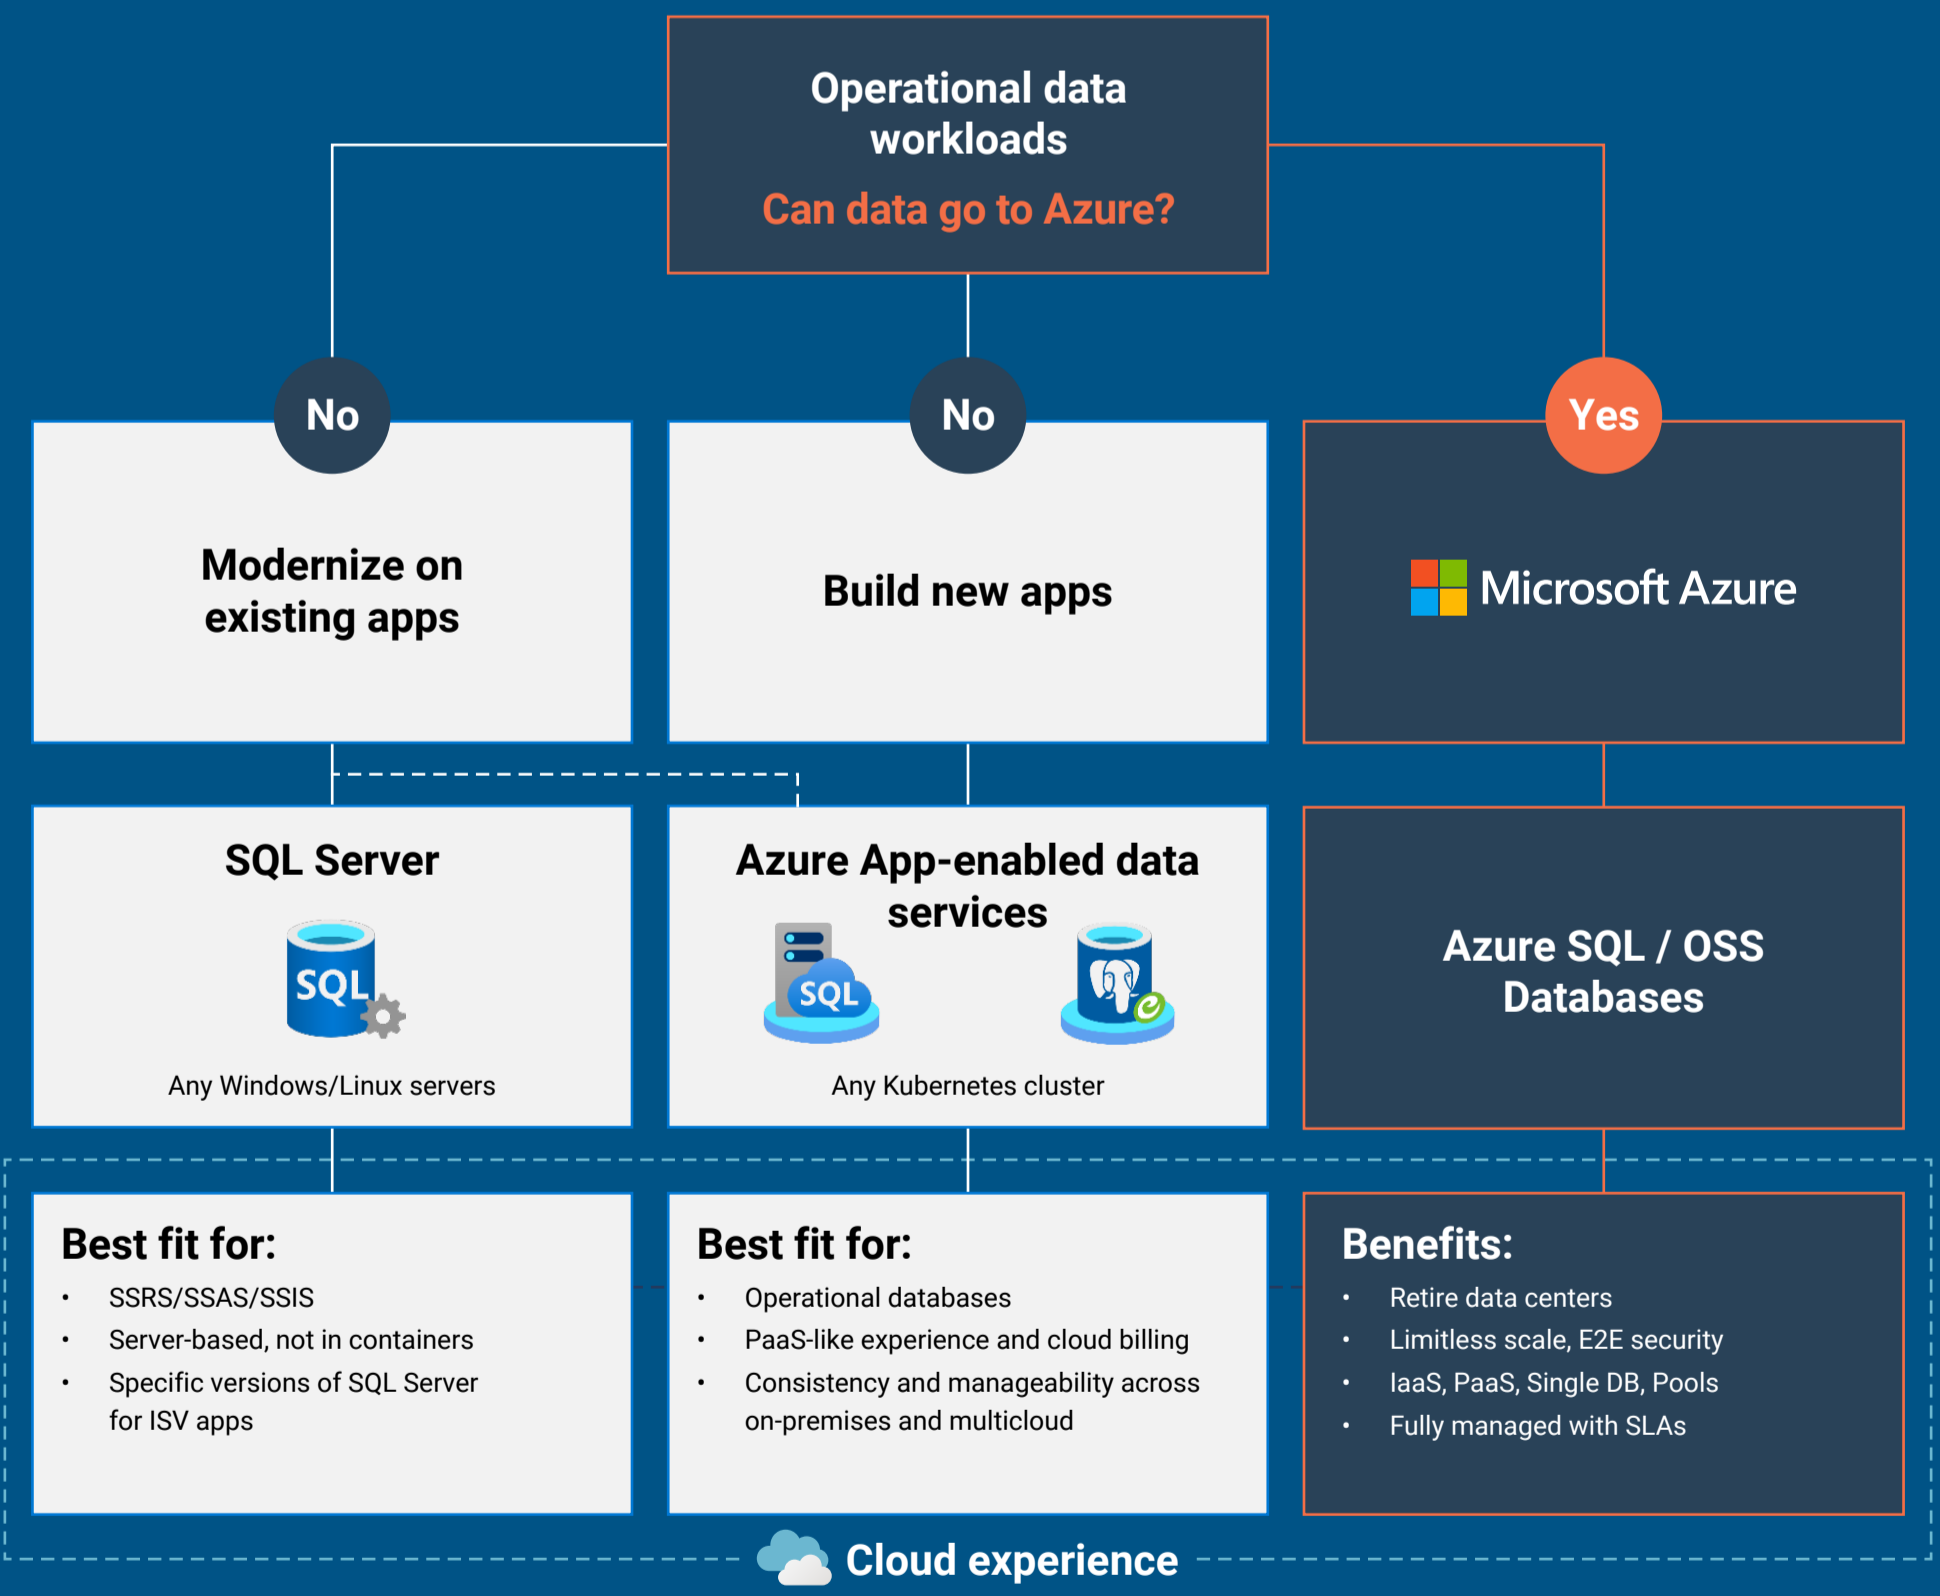 Operational data
workloads
Can data go to Azure?
No
No
Yes
Modernize on
existing apps
Build new apps
Microsoft Azure
SQL Server
SQL
Any Windows/Linux servers
Azure App-enabled data
services
SQL
Any Kubernetes cluster
Azure SQL / OSS
Databases
Best fit for:
• SSRS/SSAS/SSIS
• Server-based, not in containers
• Specific versions of SQL Server
for ISV apps
Best fit for:
• Operational databases
• PaaS-like experience and cloud billing
• Consistency and manageability across
on-premises and multicloud
Benefits:
• Retire data centers
• Limitless scale, E2E security
• IaaS, PaaS, Single DB, Pools
• Fully managed with SLAs
Cloud experience